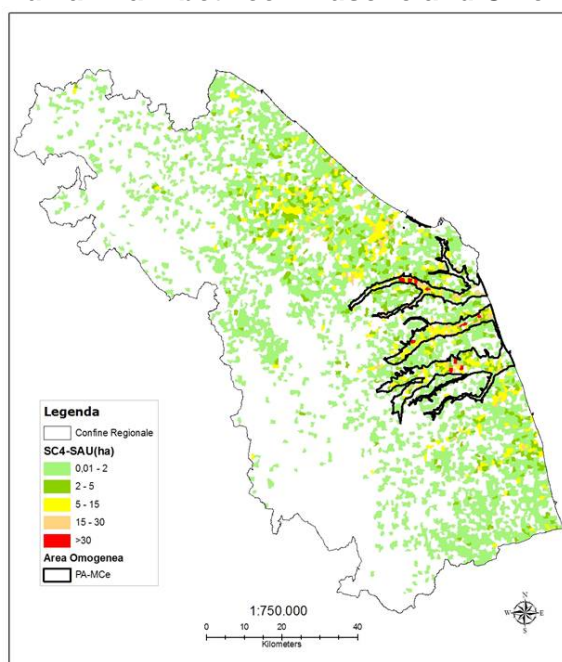 Legenda
Confine Regionale
SC4-SAU(ha)
0,01 - 2
2 - 5
5 - 15
15 - 30
>30
Area Omogenea
PA-MCe
1:750.000
0 10 20 40
Kilometers
N
W E
S